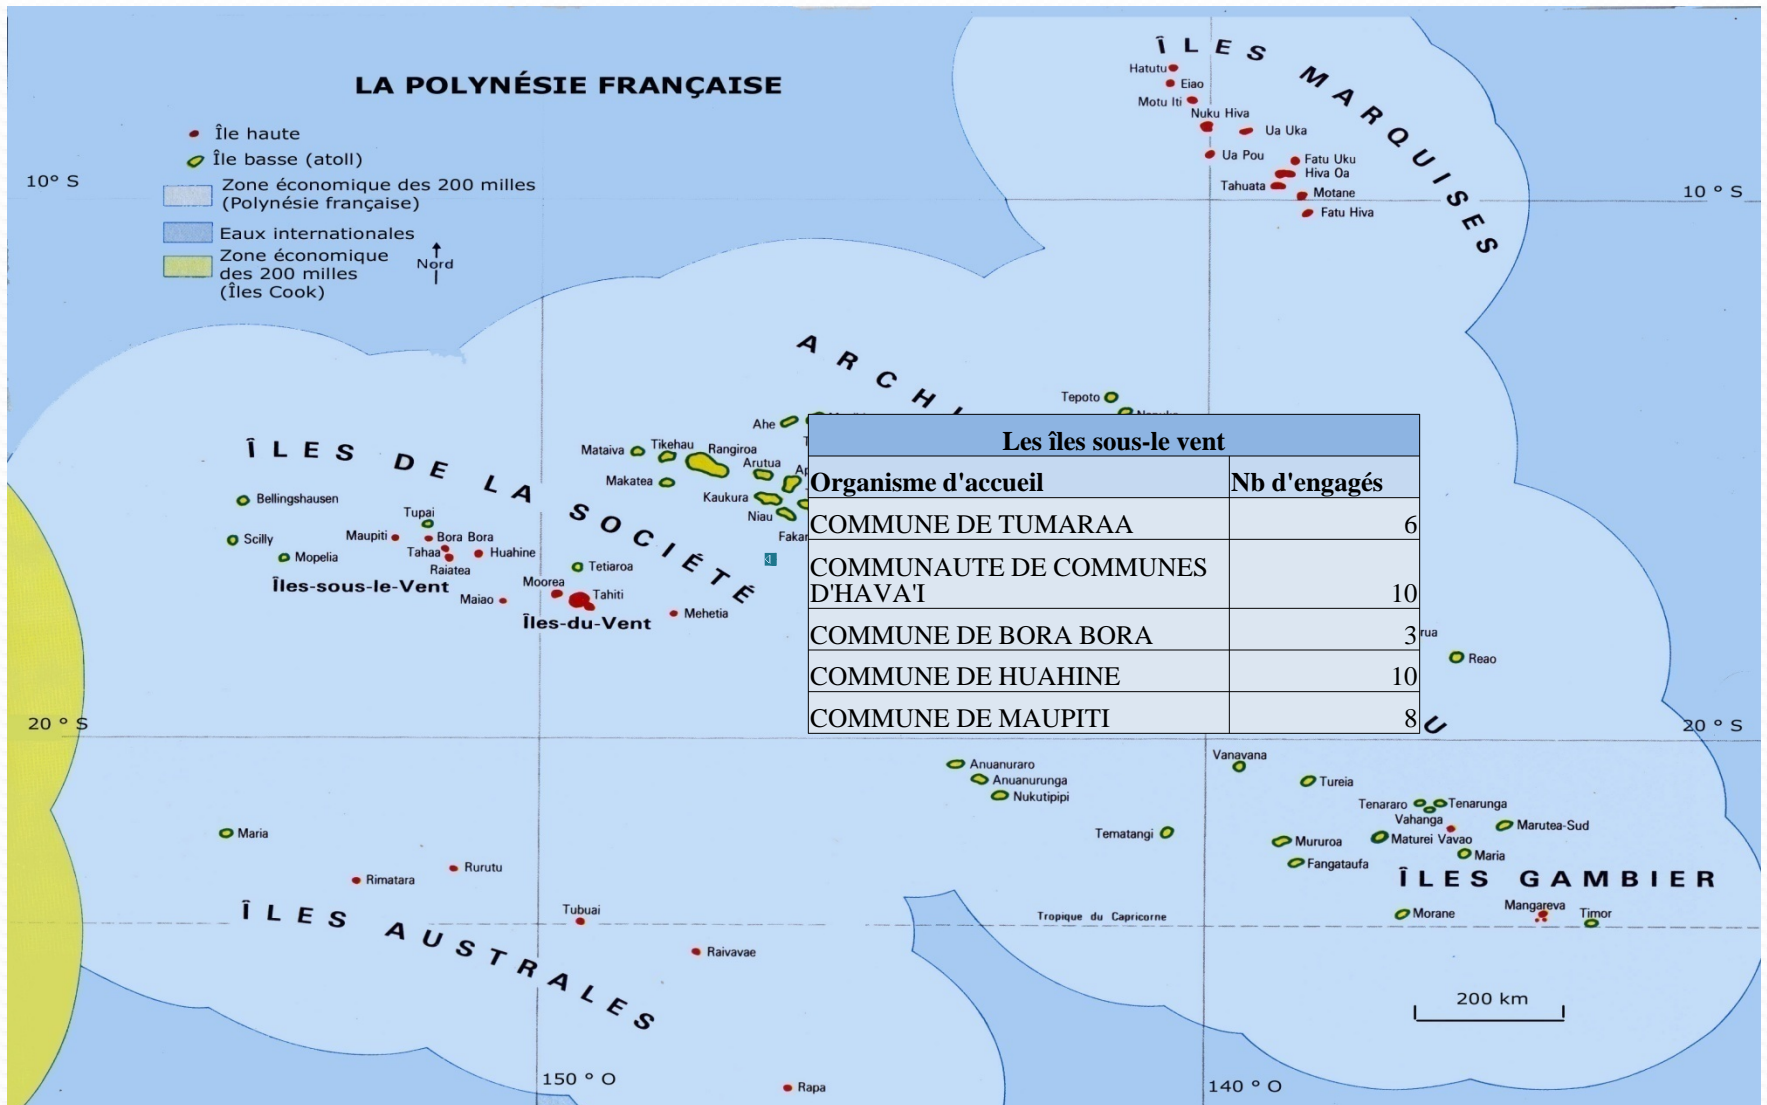 LA POLYNÉSIE FRANÇAISE
Île haute
Île basse (atoll)
Zone économique des 200 milles
(Polynésie française)
Eaux internationales
Zone économique
des 200 milles
(Îles Cook)
Nord
10° S
10 ° S
ÎLES MARQUISES
Hatutu
Eiao
Motu Iti
Nuku Hiva
Ua Uka
Ua Pou
Fatu Uku
Hiva Oa
Tahuata
Motane
Fatu Hiva
ÎLES DE LA SOCIÉTÉ
Bellingshausen
Scilly
Mopelia
Tupai
Maupiti
Bora Bora
Tahaa
Huahine
Raiatea
Îles-sous-le-Vent
Maiao
Moorea
Tetiaroa
Tahiti
Îles-du-Vent
Mehetia
Mataiva
Tikehau
Rangiroa
Ahe
Makatea
Arutua
Kaukura
Niau
Tepoto
Les îles sous-le vent
Organisme d'accueil Nb d'engagés
COMMUNE DE TUMARAA 6
COMMUNAUTE DE COMMUNES
D'HAVA'I 10
COMMUNE DE BORA BORA 3
COMMUNE DE HUAHINE 10
COMMUNE DE MAUPITI 8
rua
Reao
U
20 ° S
20 ° S
Anuanuraro
Anuanurunga
Nukutipipi
Vanavana
Tureia
Tematangi
Tenararo
Tenarunga
Vahanga
Marutea-Sud
Mururoa
Maturei Vavao
Maria
Fangataufa
ÎLES GAMBIER
Morane
Mangareva
Timor
Tropique du Capricorne
Maria
Rimatara
Rurutu
Tubuai
Raivavae
ÎLES AUSTRALES
Rapa
200 km
150 ° O
140 ° O